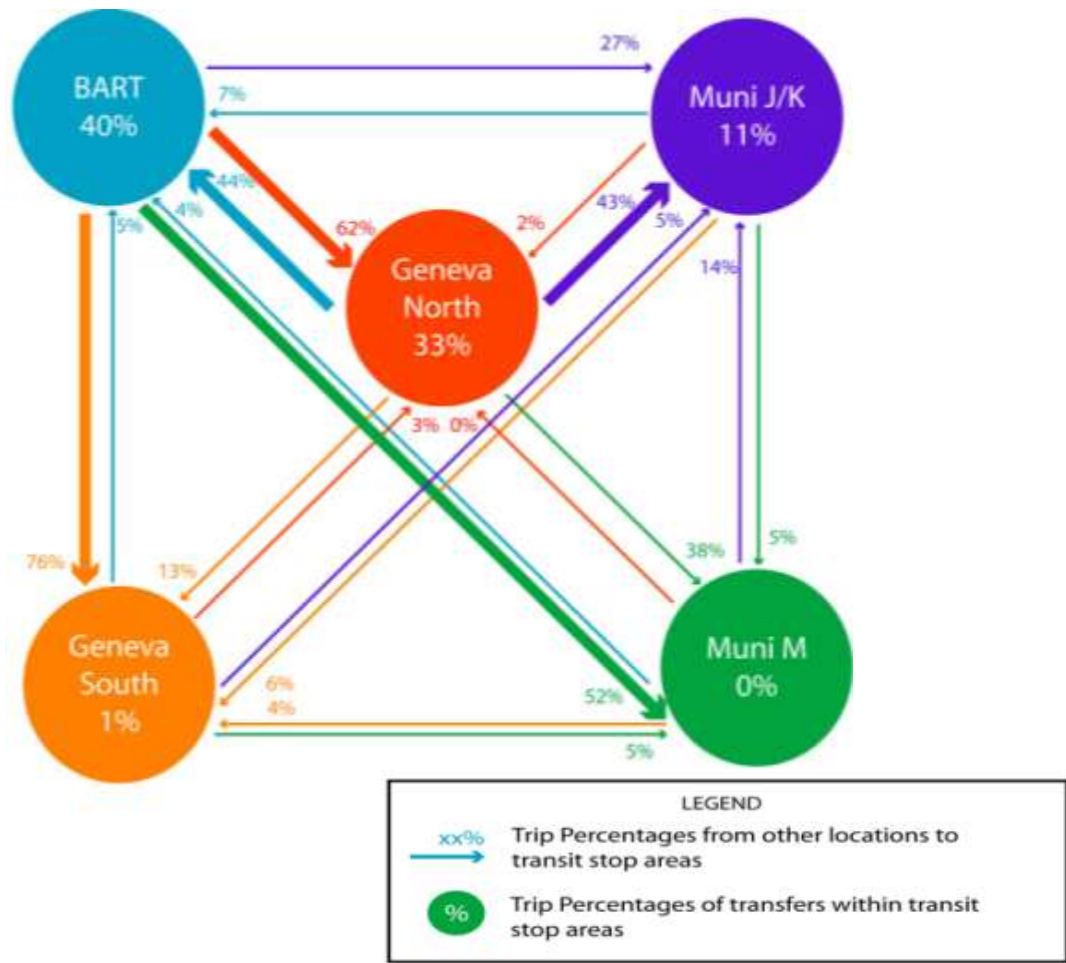 27%
BART
40%
7%
Muni J/K
11%
44%
4%
5%
62%
2%
43%
5%
Geneva
North
33%
14%
3% 0%
76%
13%
38%
5%
Geneva
South
1%
6%
4%
52%
5%
Muni M
0%
LEGEND
xx% Trip Percentages from other locations to
transit stop areas
% Trip Percentages of transfers within transit
stop areas